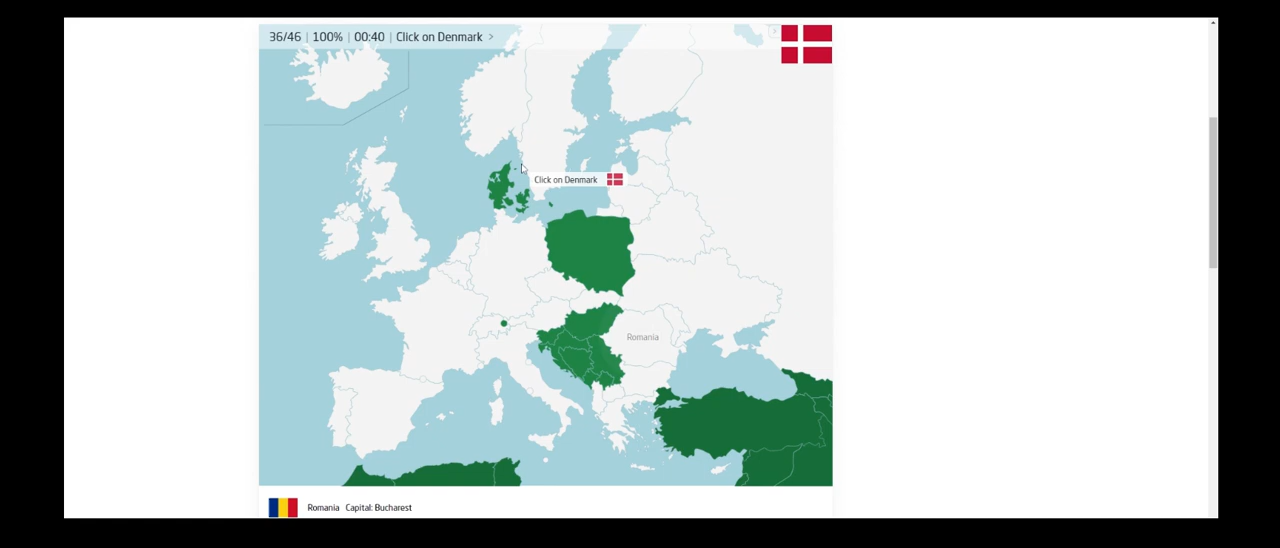 36/46 | 100% | 00:40 | Click on Denmark >
Click on Denmark
Romania
Romania Capital: Bucharest